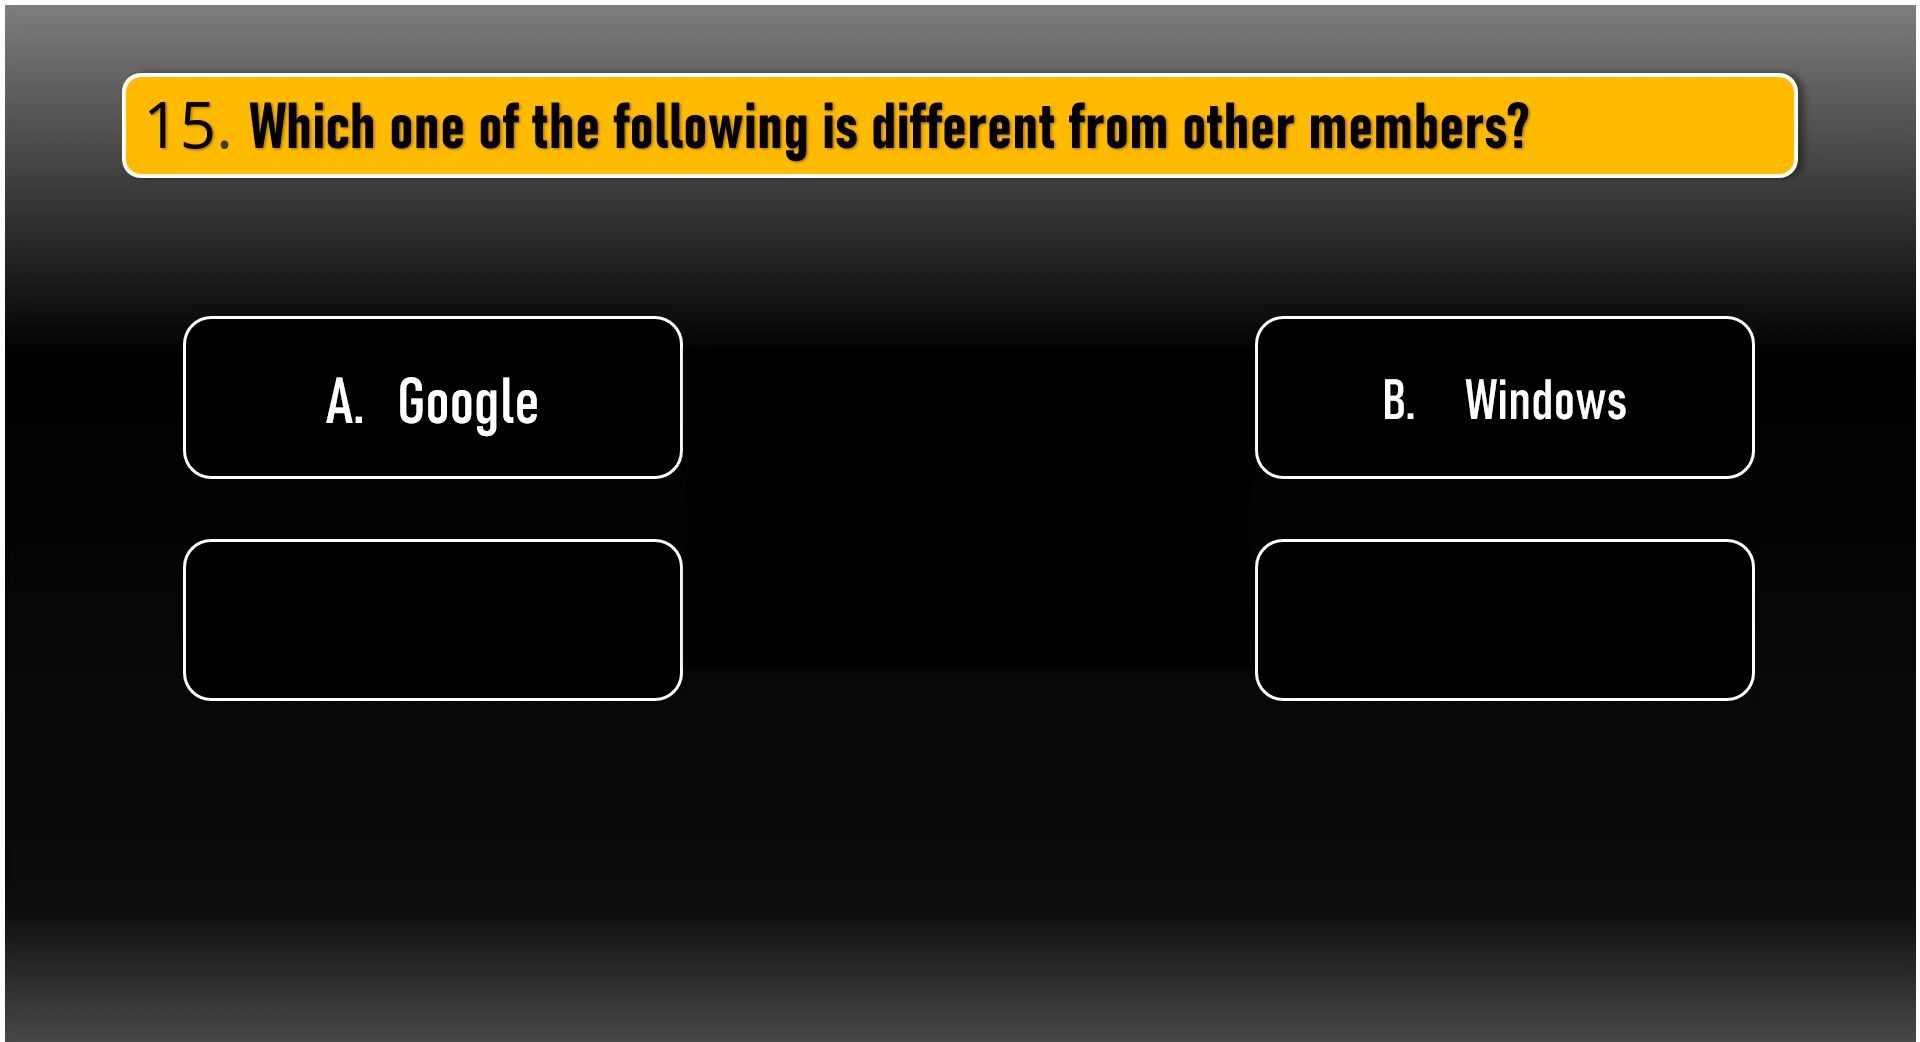 15. Which one of the following is different from other members?
A. Google
B. Windows